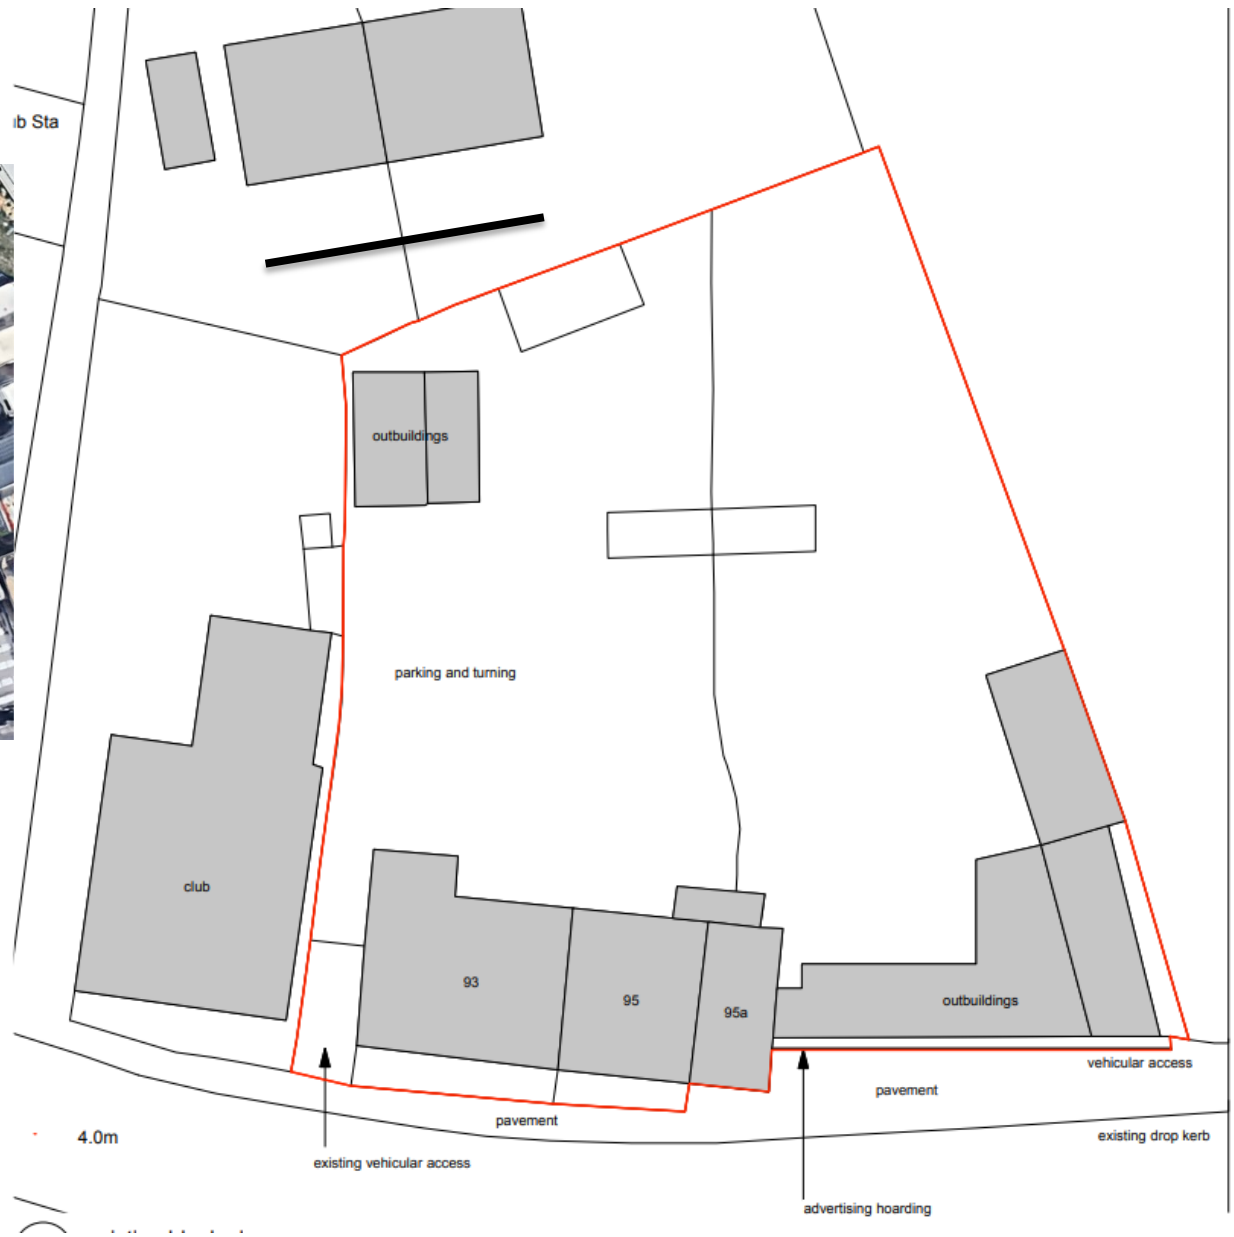 ub Sta
outbuildings
parking and turning
club
93
95
95a
outbuildings
vehicular access
pavement
pavement
existing drop kerb
4.0m
existing vehicular access
advertising hoarding